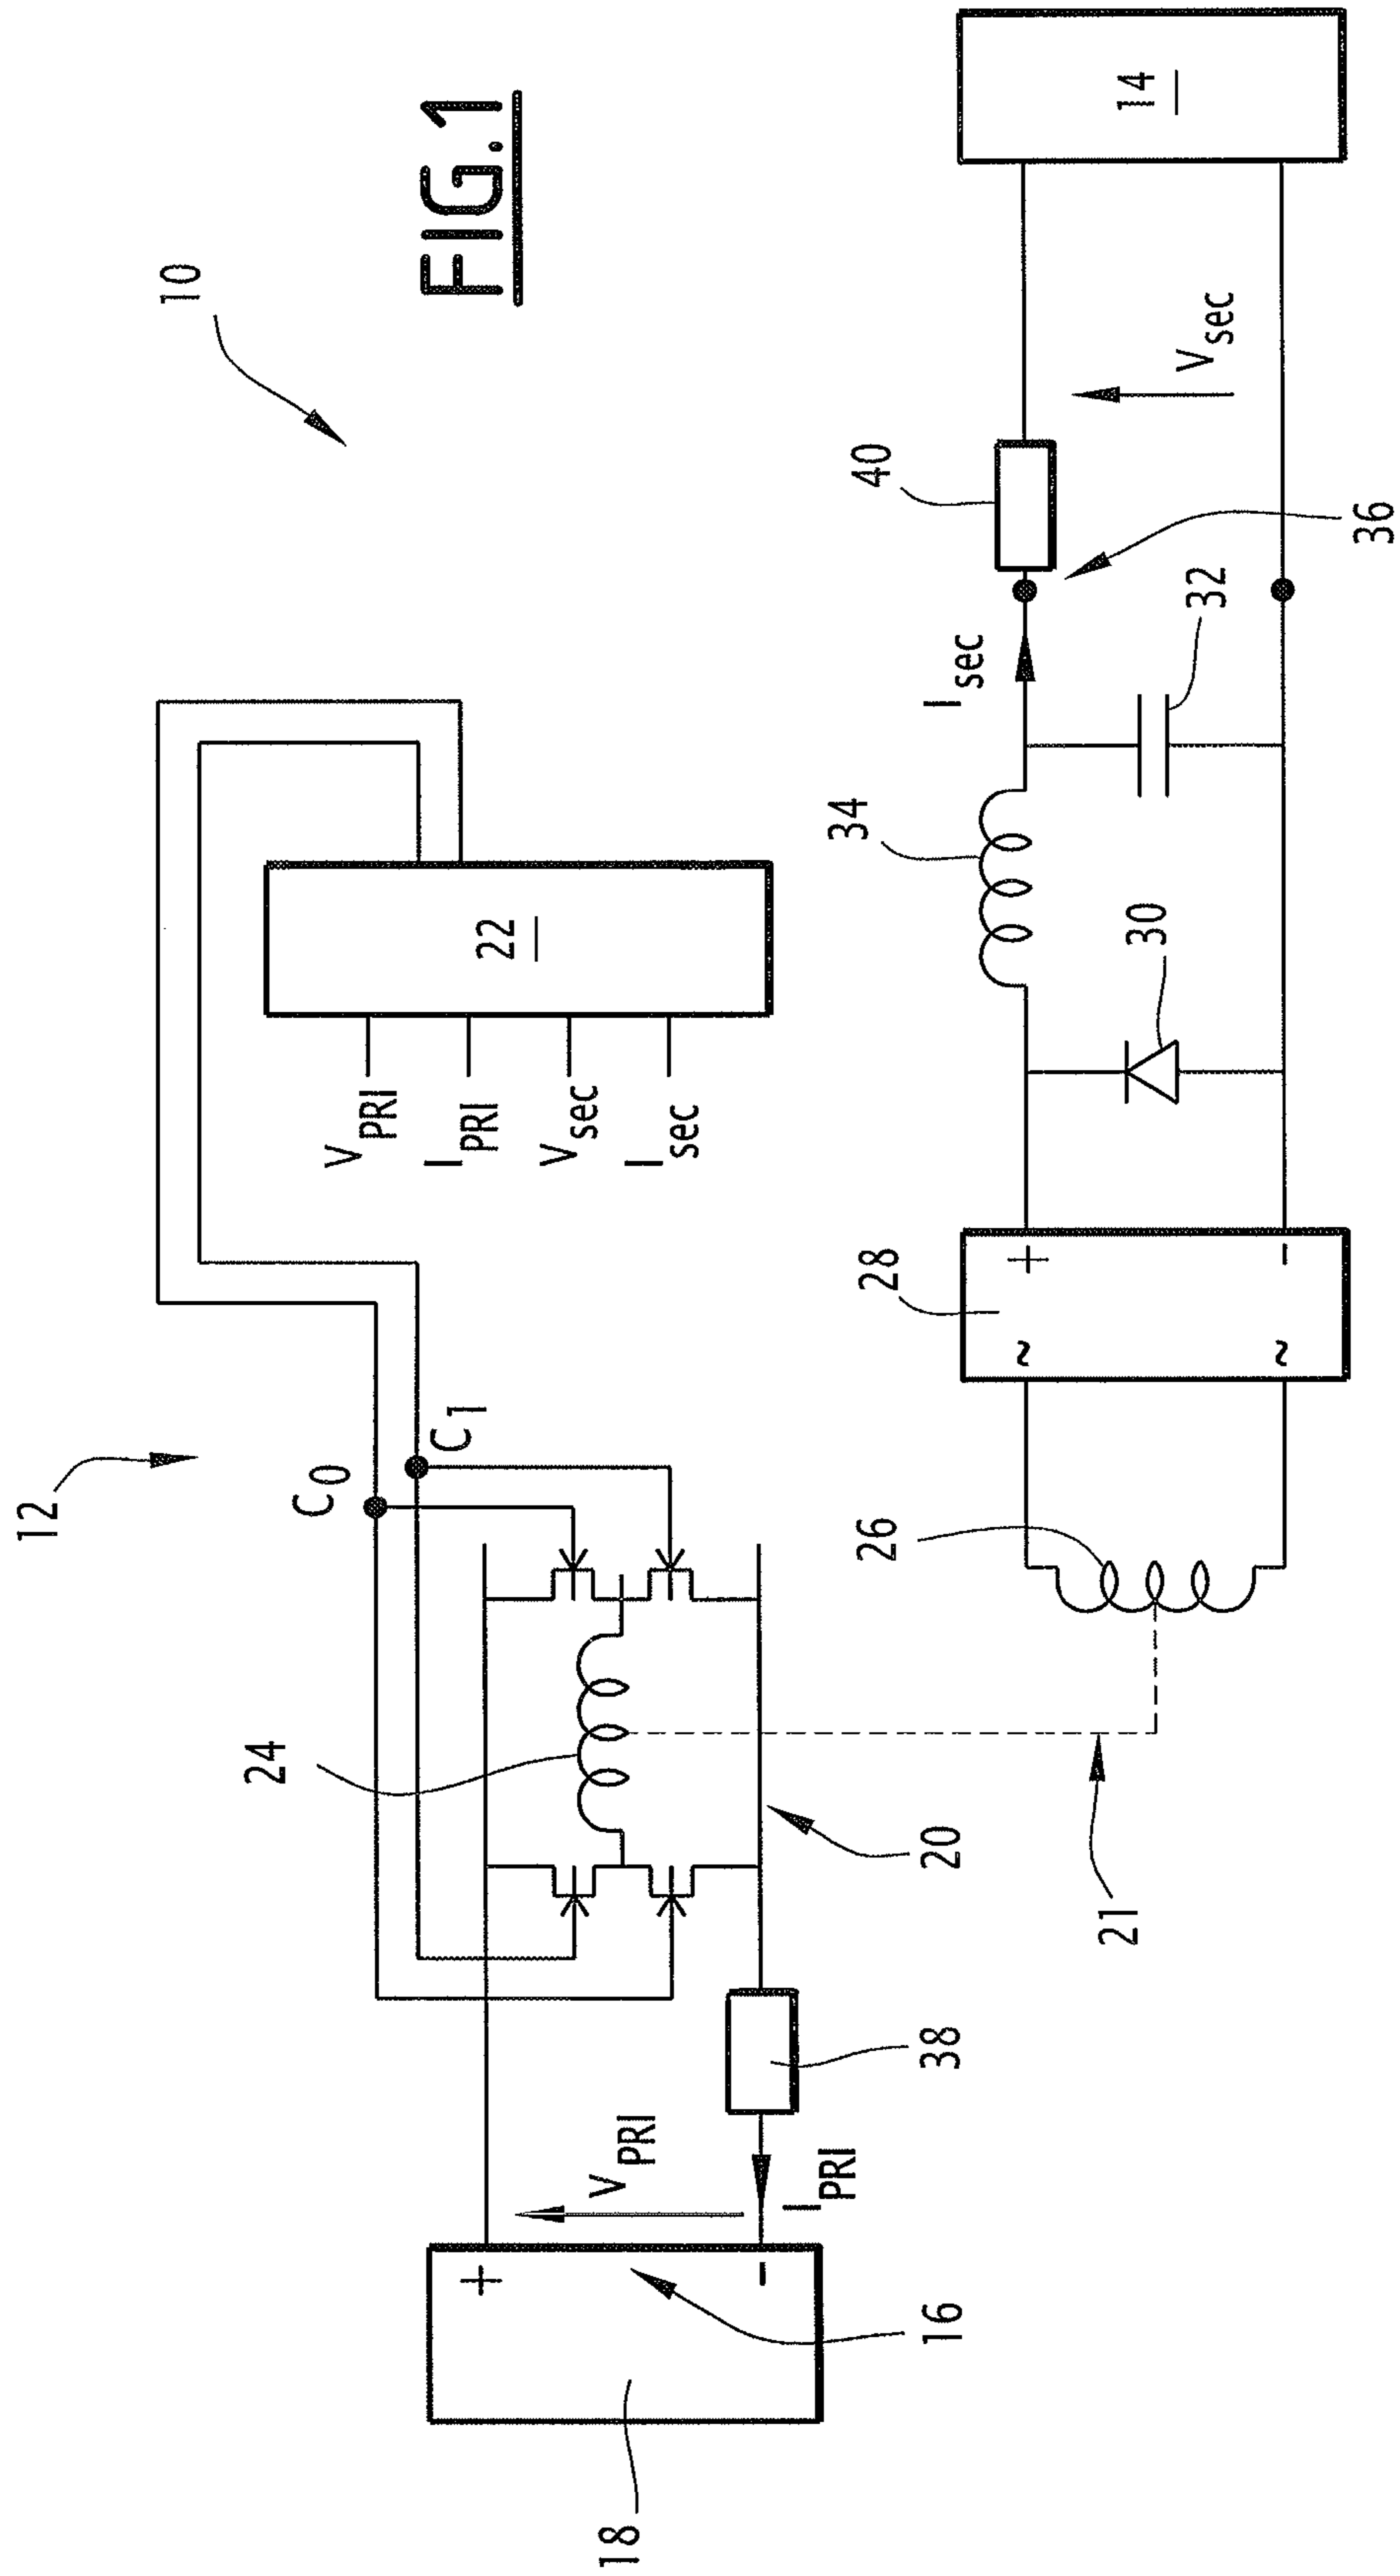 FIG.1
10
12
C0
C1
22
VPRI
IPRI
Vsec
Isec
24
20
21
38
VPRI
IPRI
+
-
16
18
26
28
~
~
+
-
30
34
32
Isec
36
40
Vsec
14